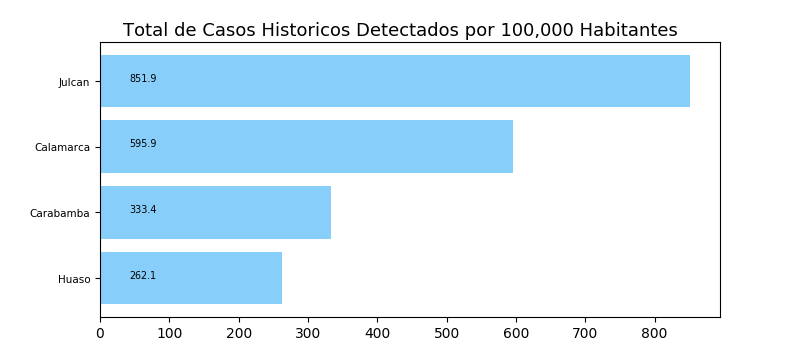 Total de Casos Historicos Detectados por 100,000 Habitantes
Julcan 851.9
Calamarca 595.9
Carabamba 333.4
Huaso 262.1
0 100 200 300 400 500 600 700 800